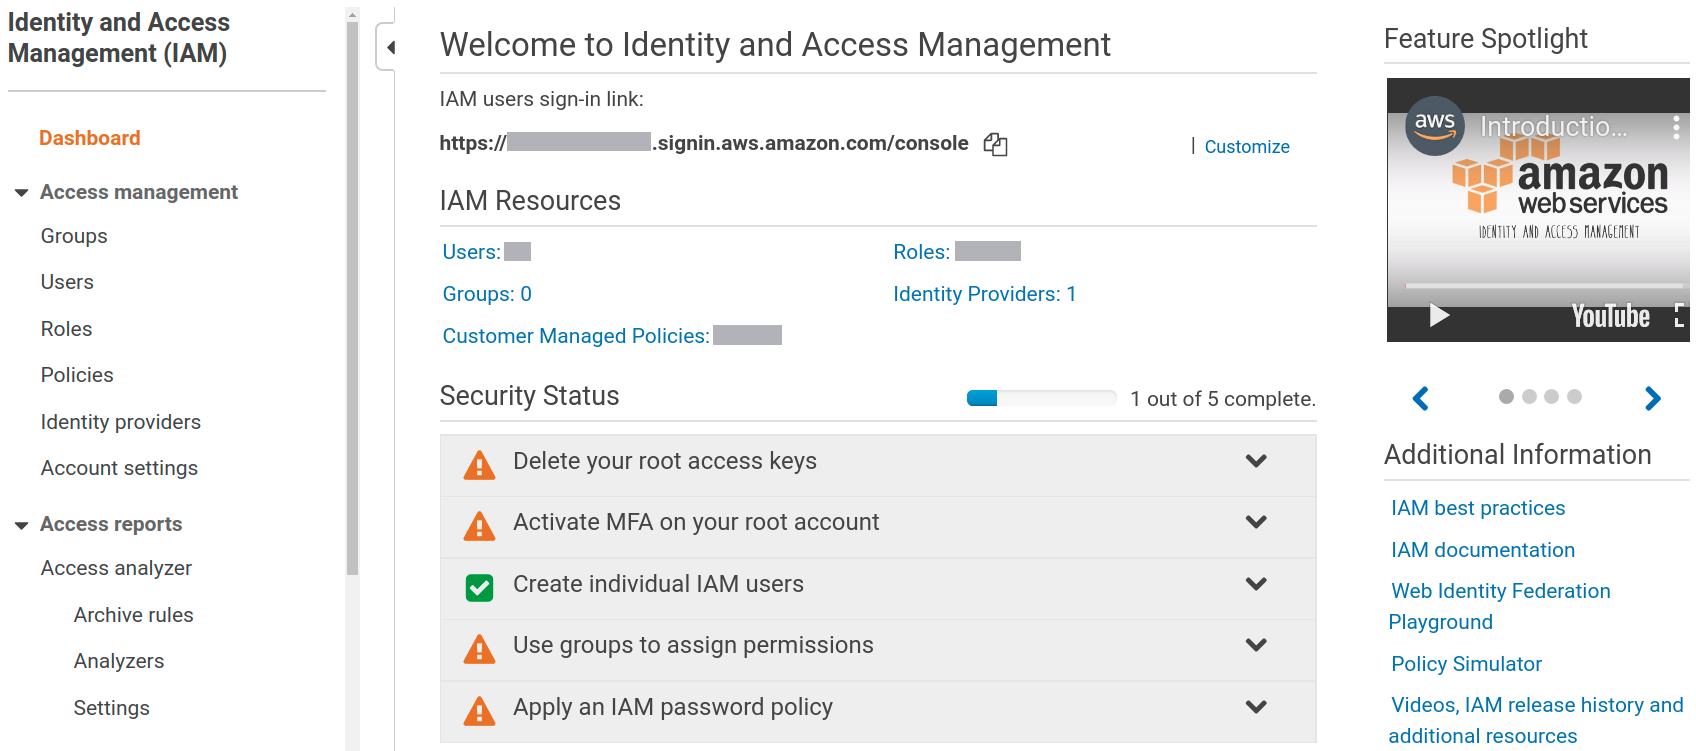 Identity and Access
Management (IAM)
Dashboard
Access management
Groups
Users
Roles
Policies
Identity providers
Account settings
Access reports
Access analyzer
Archive rules
Analyzers
Settings
Welcome to Identity and Access Management
IAM users sign-in link:
https:// .signin.aws.amazon.com/console
| Customize
IAM Resources
Users:
Roles:
Groups: 0
Identity Providers: 1
Customer Managed Policies:
Security Status
1 out of 5 complete.
Delete your root access keys
Activate MFA on your root account
Create individual IAM users
Use groups to assign permissions
Apply an IAM password policy
Feature Spotlight
aws
Introductio...
amazon
web services
IDENTITY AND ACCESS MANAGEMENT
YouTube
Additional Information
IAM best practices
IAM documentation
Web Identity Federation
Playground
Policy Simulator
Videos, IAM release history and
additional resources